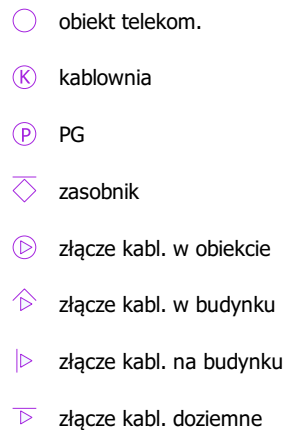 obiekt telekom.
K kablownia
P PG
zasobnik
złącze kabl. w obiekcie
złącze kabl. w budynku
złącze kabl. na budynku
złącze kabl. doziemne